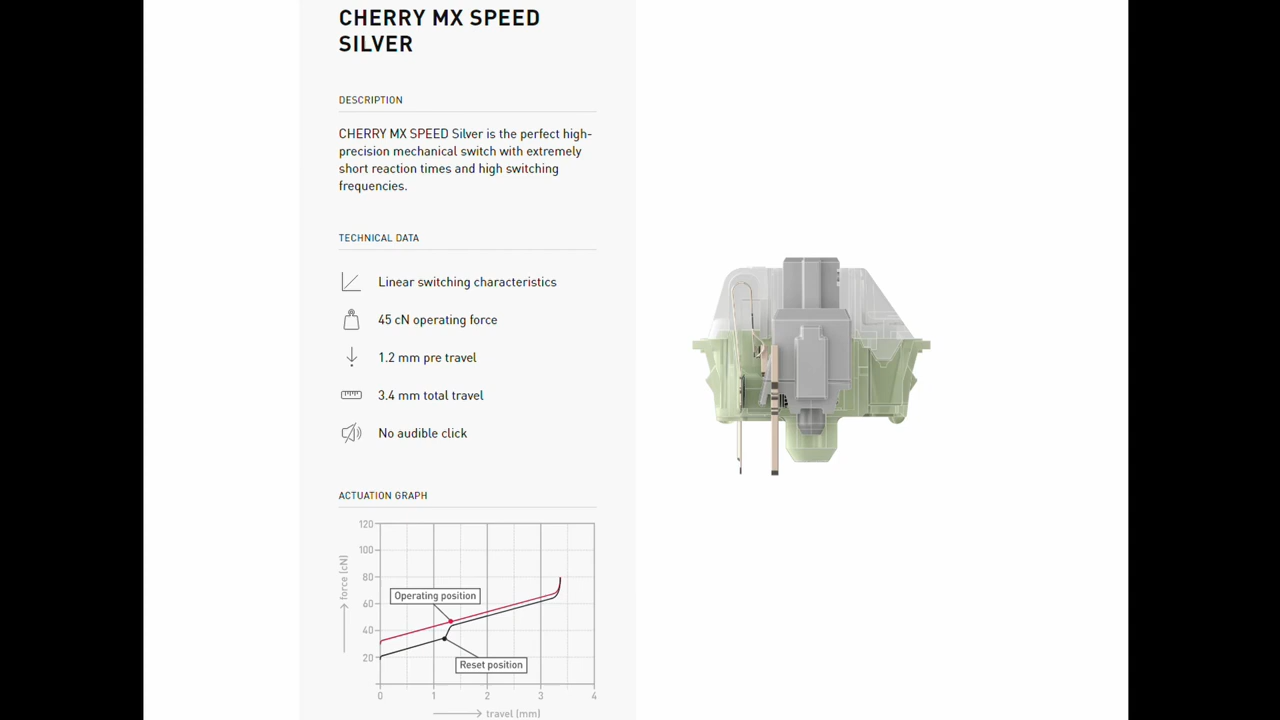 CHERRY MX SPEED
SILVER
DESCRIPTION
CHERRY MX SPEED Silver is the perfect high-
precision mechanical switch with extremely
short reaction times and high switching
frequencies.
TECHNICAL DATA
Linear switching characteristics
45 cN operating force
1.2 mm pre travel
3.4 mm total travel
No audible click
ACTUATION GRAPH
120
100
80
60
40
20
force (cN)
Operating position
Reset position
0 1 2 3 4
travel (mm)